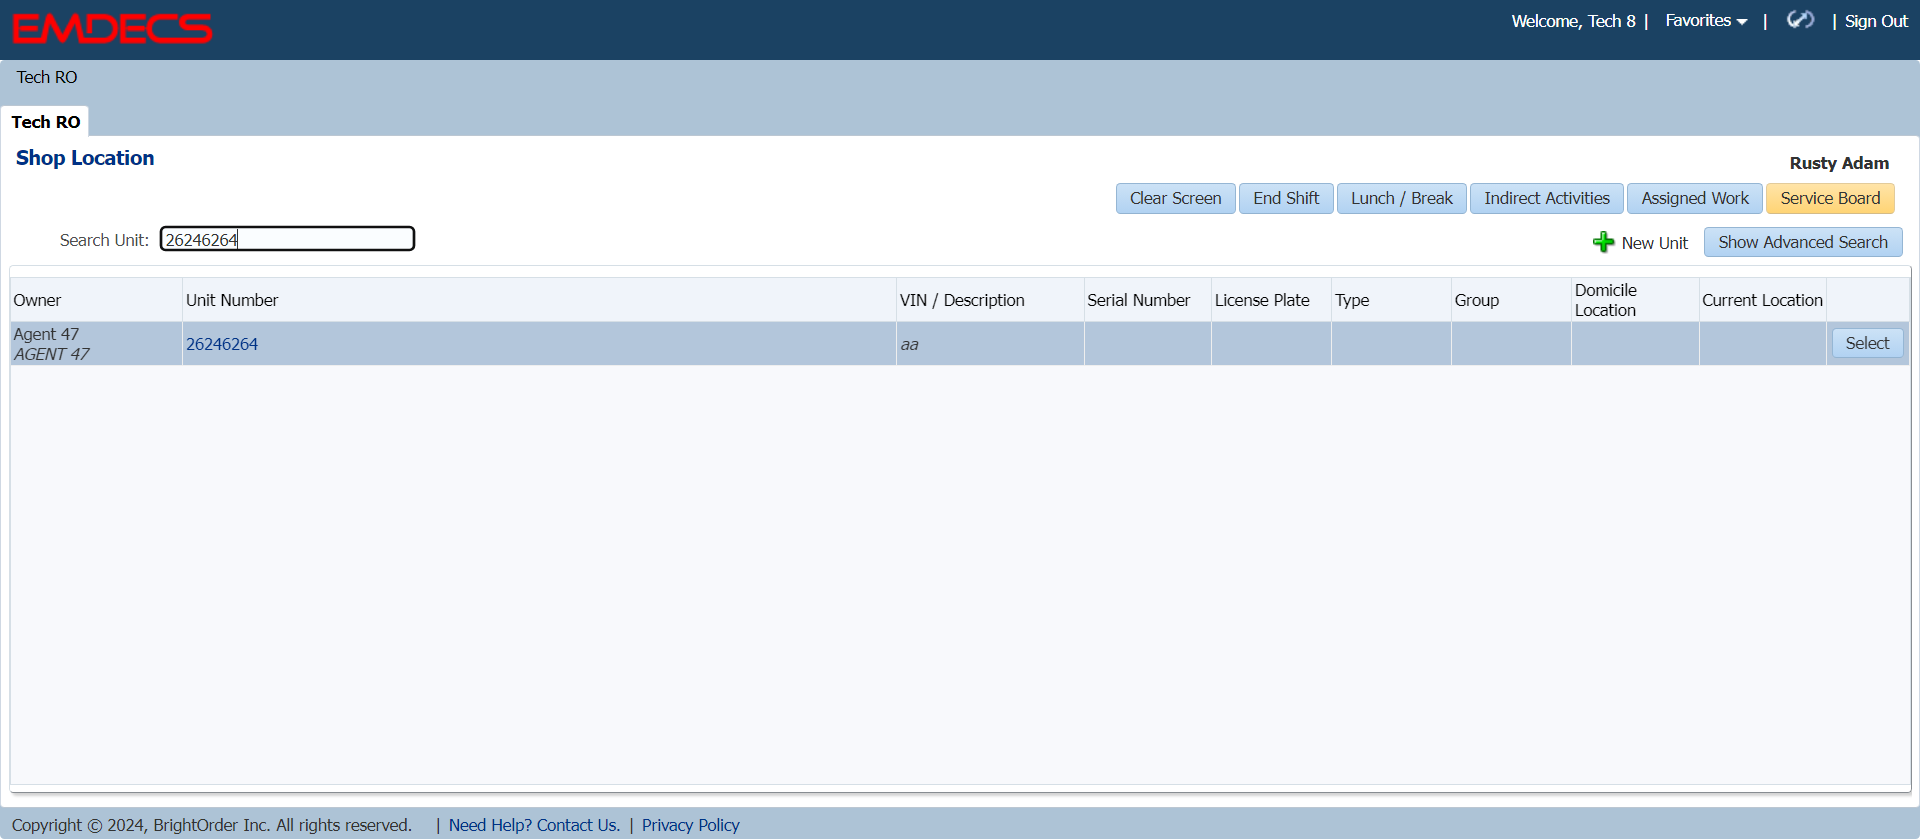 EMDECS
Welcome, Tech 8 | Favorites | | Sign Out
Tech RO
Tech RO
Shop Location
Rusty Adam
Clear Screen End Shift Lunch / Break Indirect Activities Assigned Work Service Board
Search Unit: 26246264
New Unit Show Advanced Search
Owner Unit Number VIN / Description Serial Number License Plate Type Group Domicile Location Current Location
Agent 47
AGENT 47
26246264 aa Select
Copyright © 2024, BrightOrder Inc. All rights reserved. | Need Help? Contact Us. | Privacy Policy